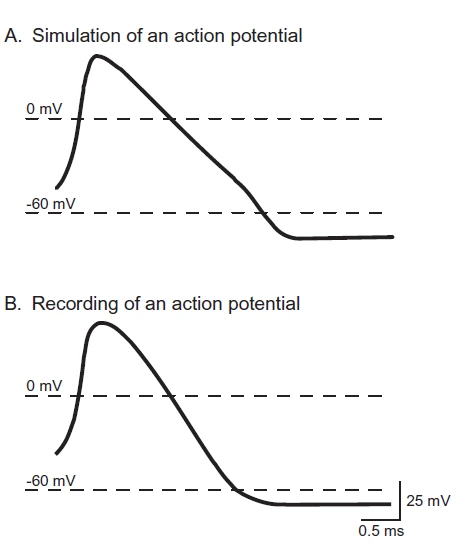 A. Simulation of an action potential
0 mV
-60 mV
B. Recording of an action potential
0 mV
-60 mV
25 mV
0.5 ms